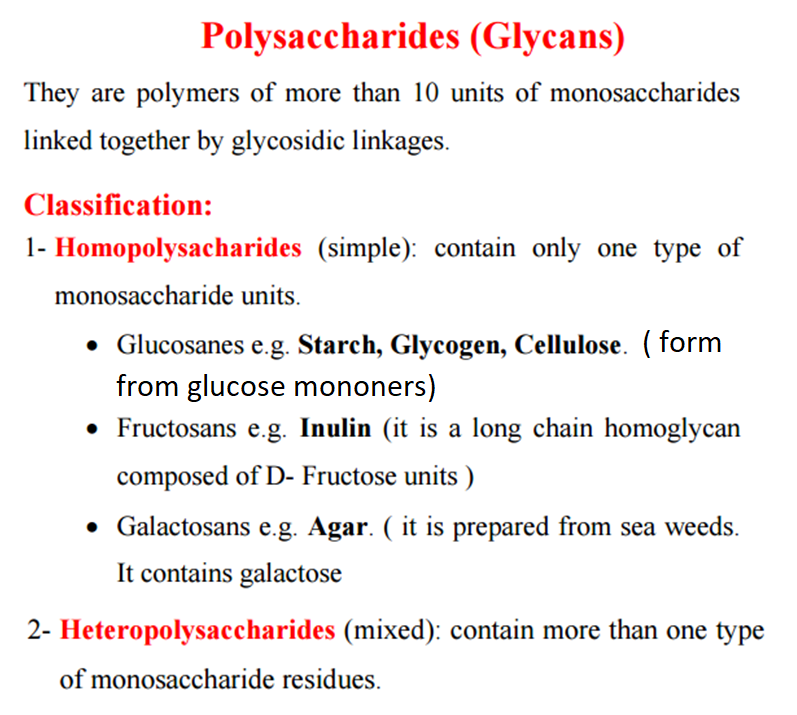 Polysaccharides (Glycans)
They are polymers of more than 10 units of monosaccharides
linked together by glycosidic linkages.
Classification:
1- Homopolysacharides (simple): contain only one type of
monosaccharide units.
• Glucosanes e.g. Starch, Glycogen, Cellulose. ( form
from glucose mononers)
• Fructosans e.g. Inulin (it is a long chain homoglycan
composed of D- Fructose units )
• Galactosans e.g. Agar. ( it is prepared from sea weeds.
It contains galactose
2- Heteropolysaccharides (mixed): contain more than one type
of monosaccharide residues.